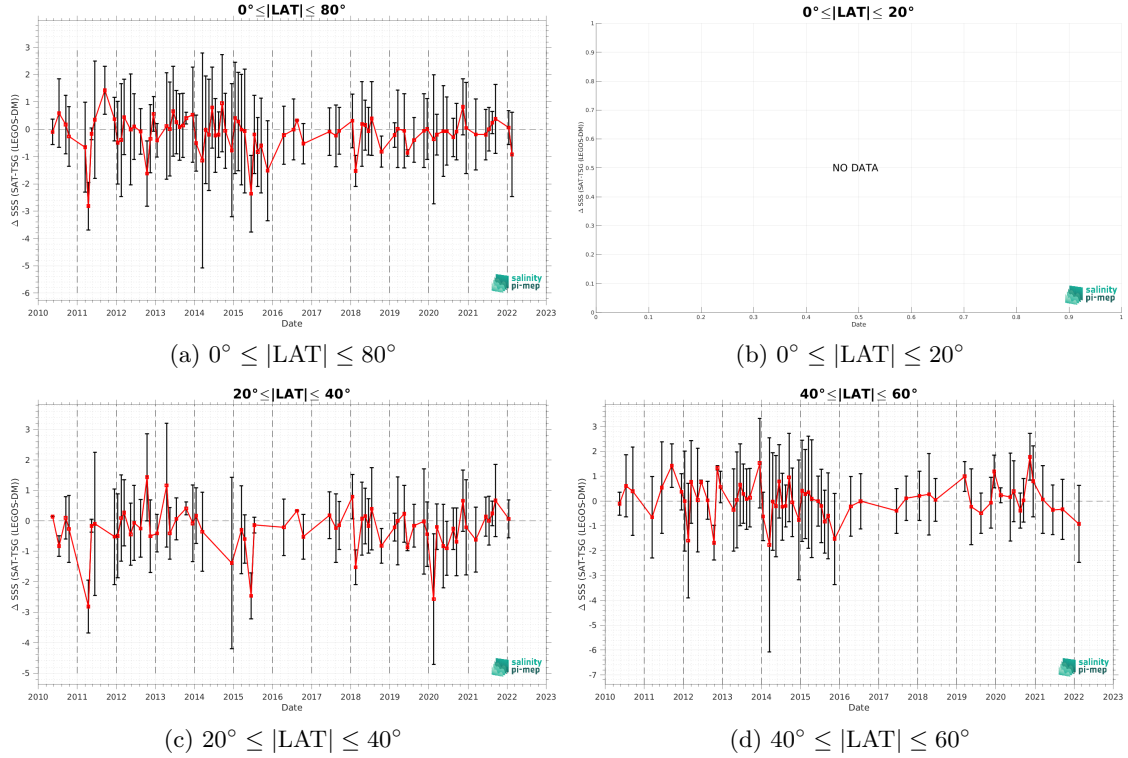 0°≤|LAT|≤ 80°
Δ SSS (SAT-TSG (LEGOS-DM))
3
2
1
0
-1
-2
-3
-4
-5
-6
2010 2011 2012 2013 2014 2015 2016 2017 2018 2019 2020 2021 2022 2023
Date
salinity
pi-mep
(a) 0° ≤ |LAT| ≤ 80°
0°≤|LAT|≤ 20°
Δ SSS (SAT-TSG (LEGOS-DM))
1
0.9
0.8
0.7
0.6
0.5
0.4
0.3
0.2
0.1
0
NO DATA
0 0.1 0.2 0.3 0.4 0.5 0.6 0.7 0.8 0.9 1
Date
salinity
pi-mep
(b) 0° ≤ |LAT| ≤ 20°
20°≤|LAT|≤ 40°
Δ SSS (SAT-TSG (LEGOS-DM))
3
2
1
0
-1
-2
-3
-4
-5
2010 2011 2012 2013 2014 2015 2016 2017 2018 2019 2020 2021 2022 2023
Date
salinity
pi-mep
(c) 20° ≤ |LAT| ≤ 40°
40°≤|LAT|≤ 60°
Δ SSS (SAT-TSG (LEGOS-DM))
3
2
1
0
-1
-2
-3
-4
-5
-6
-7
2010 2011 2012 2013 2014 2015 2016 2017 2018 2019 2020 2021 2022 2023
Date
salinity
pi-mep
(d) 40° ≤ |LAT| ≤ 60°